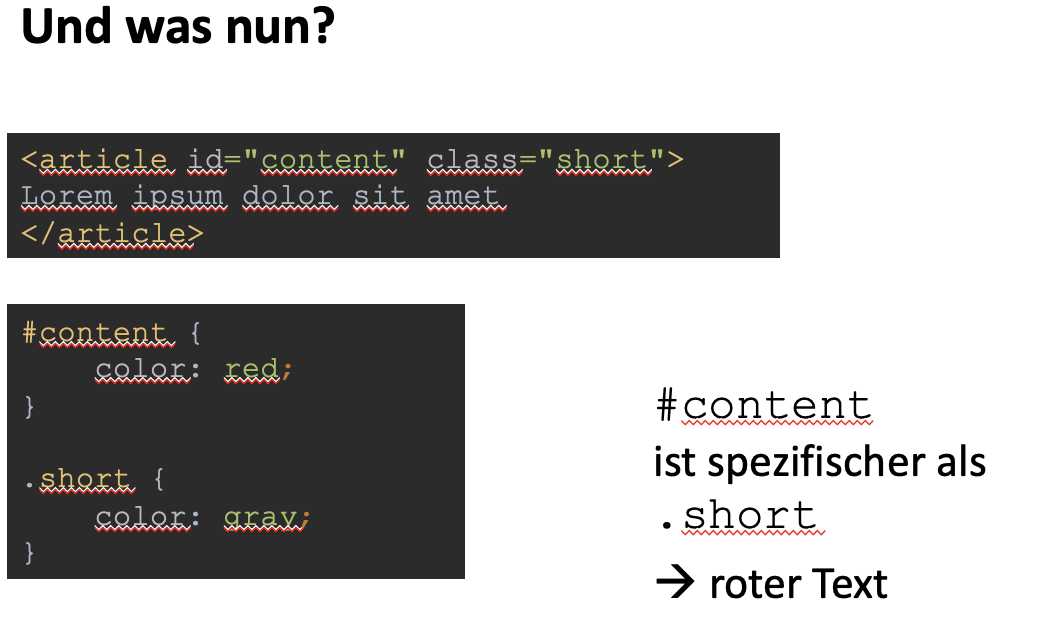 Und was nun?
<article id="content" class="short">
Lorem ipsum dolor sit amet
</article>
#content {
color: red;
}
.short {
color: gray;
}
#content
ist spezifischer als
.short
→ roter Text